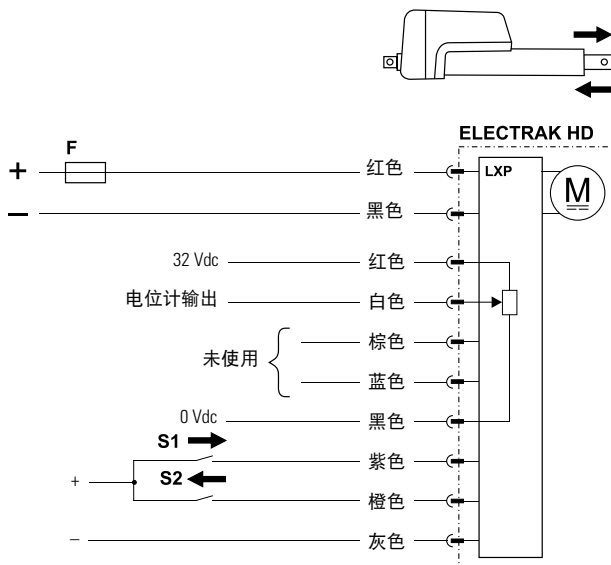 ELECTRAK HD
F
+ 红色 LXP
M
– 黑色
32 Vdc 红色
电位计输出 白色
棕色
未使用
蓝色
0 Vdc 黑色
S1
紫色
S2
+
橙色
– 灰色